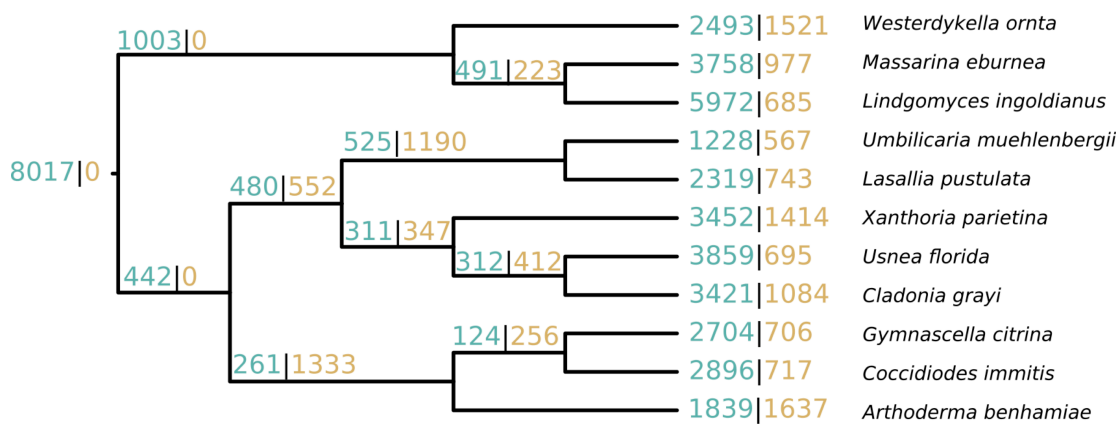 1003|0
2493|1521 Westerdykella ornta
491|223
3758|977 Massarina eburnea
5972|685 Lindgomyces ingoldianus
525|1190
1228|567 Umbilicaria muehlenbergii
8017|0
480|552
2319|743 Lasallia pustulata
311|347
3452|1414 Xanthoria parietina
312|412
3859|695 Usnea florida
442|0
3421|1084 Cladonia grayi
124|256
2704|706 Gymnascella citrina
261|1333
2896|717 Coccidiodes immitis
1839|1637 Arthoderma benhamiae